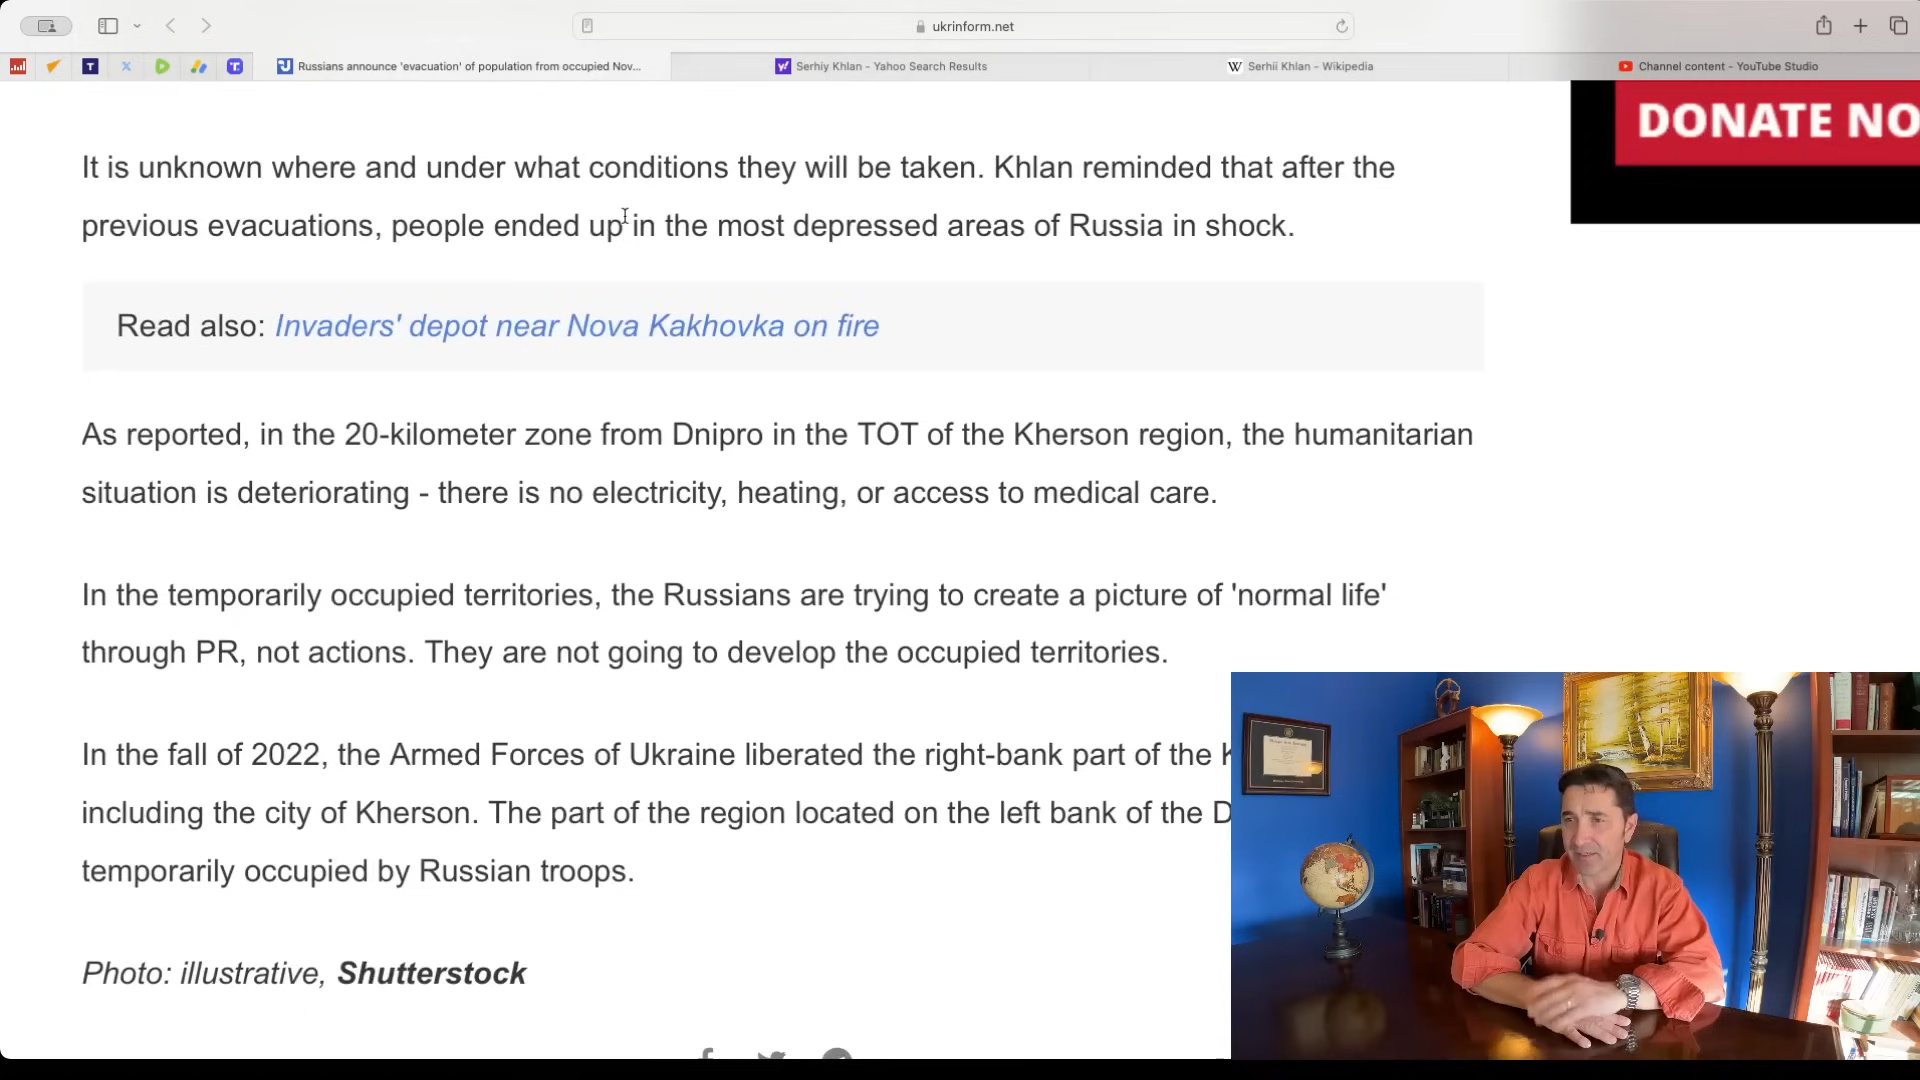 ukrinform.net
Russians announce 'evacuation' of population from occupied Nov...
Serhiy Khlan - Yahoo Search Results
Serhii Khlan - Wikipedia
Channel content - YouTube Studio
DONATE NO
It is unknown where and under what conditions they will be taken. Khlan reminded that after the
previous evacuations, people ended up in the most depressed areas of Russia in shock.
Read also: Invaders' depot near Nova Kakhovka on fire
As reported, in the 20-kilometer zone from Dnipro in the TOT of the Kherson region, the humanitarian
situation is deteriorating - there is no electricity, heating, or access to medical care.
In the temporarily occupied territories, the Russians are trying to create a picture of 'normal life'
through PR, not actions. They are not going to develop the occupied territories.
In the fall of 2022, the Armed Forces of Ukraine liberated the right-bank part of the K
including the city of Kherson. The part of the region located on the left bank of the D
temporarily occupied by Russian troops.
Photo: illustrative, Shutterstock